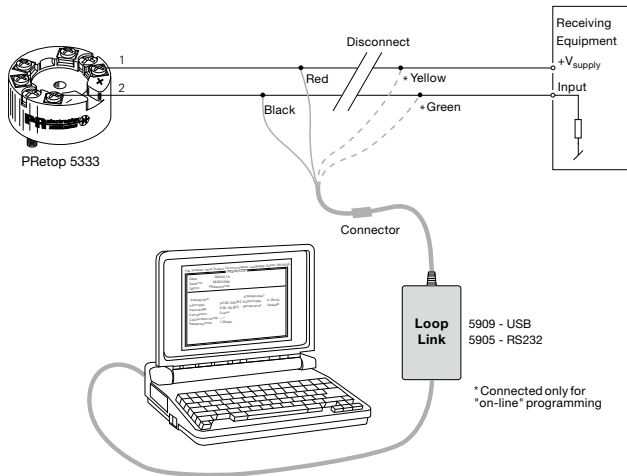 Receiving
Equipment
+Vsupply
Input
Disconnect
1
Red
* Yellow
2
Black
* Green
PRetop 5333
Connector
Loop
Link
5909 - USB
5905 - RS232
* Connected only for
"on-line" programming